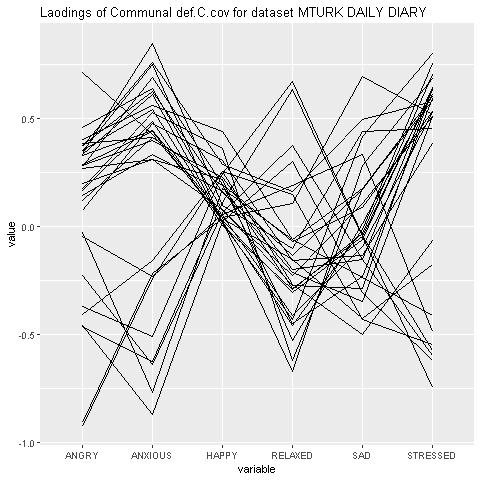 Laodings of Communal def.C.cov for dataset MTURK DAILY DIARY
0.5
0.0
-0.5
-1.0
value
ANGRY ANXIOUS HAPPY RELAXED SAD STRESSED
variable